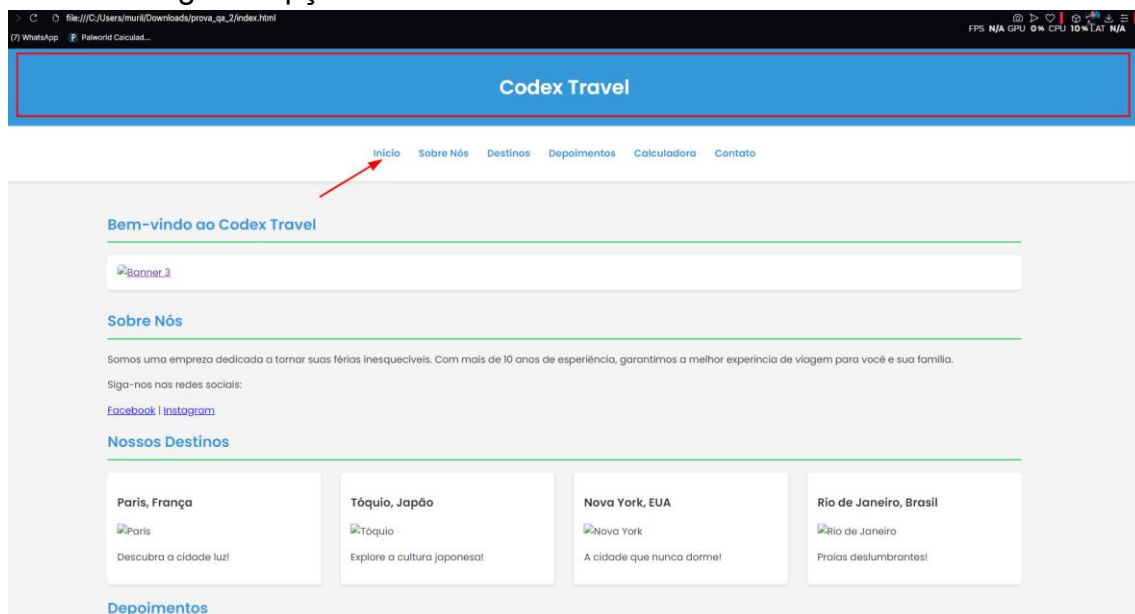 file:///C:/Users/muril/Downloads/prova_qa_2/index.html
FPS N/A GPU 0% CPU 10% LAT N/A
(7) WhatsApp Palworld Calculad...
Codex Travel
Início Sobre Nós Destinos Depoimentos Calculadora Contato
Bem-vindo ao Codex Travel
Banner 3
Sobre Nós
Somos uma empreza dedicada a tornar suas férias inesquecíveis. Com mais de 10 anos de esperiência, garantimos a melhor experincia de viagem para você e sua família.
Siga-nos nas redes sociais:
Facebook | Instagram
Nossos Destinos
Paris, França
Paris
Descubra a cidade luz!
Tóquio, Japão
Tóquio
Explore a cultura japonesa!
Nova York, EUA
Nova York
A cidade que nunca dorme!
Rio de Janeiro, Brasil
Rio de Janeiro
Praias deslumbrantes!
Depoimentos